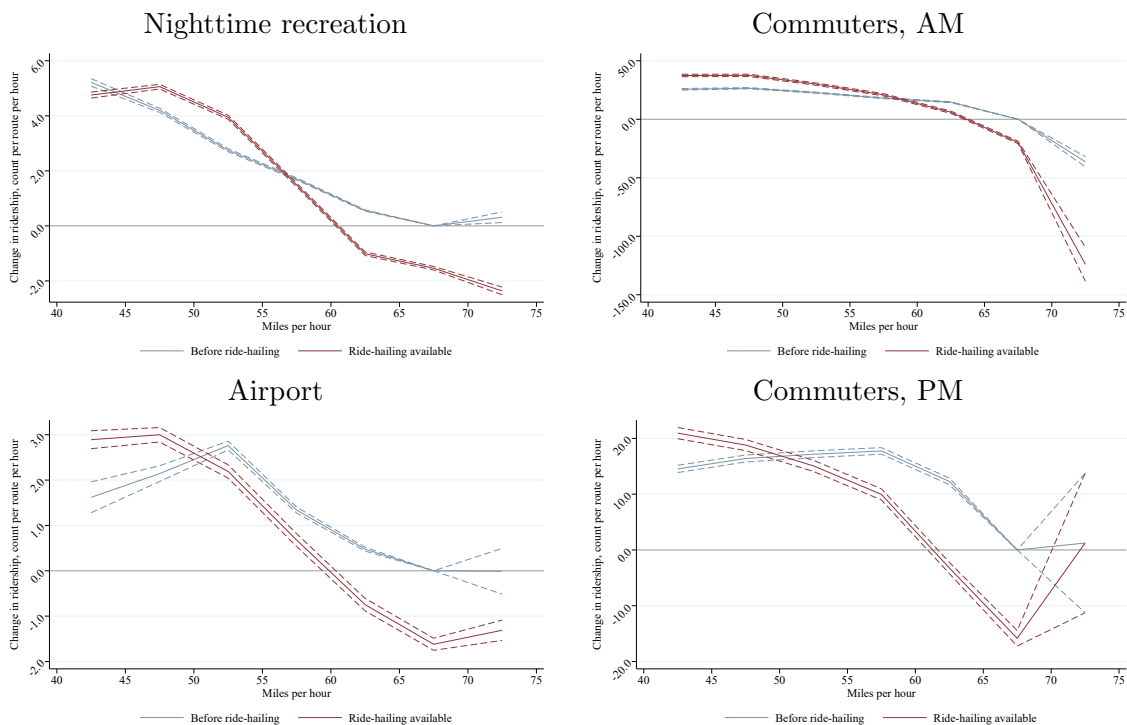 Nighttime recreation
Change in ridership, count per route per hour
6.0
4.0
2.0
0.0
-2.0
40 45 50 55 60 65 70 75
Miles per hour
Before ride-hailing Ride-hailing available
Commuters, AM
Change in ridership, count per route per hour
50.0
0.0
-50.0
-100.0
-150.0
40 45 50 55 60 65 70 75
Miles per hour
Before ride-hailing Ride-hailing available
Airport
Change in ridership, count per route per hour
3.0
2.0
1.0
0.0
-1.0
-2.0
40 45 50 55 60 65 70 75
Miles per hour
Before ride-hailing Ride-hailing available
Commuters, PM
Change in ridership, count per route per hour
20.0
10.0
0.0
-10.0
-20.0
40 45 50 55 60 65 70 75
Miles per hour
Before ride-hailing Ride-hailing available